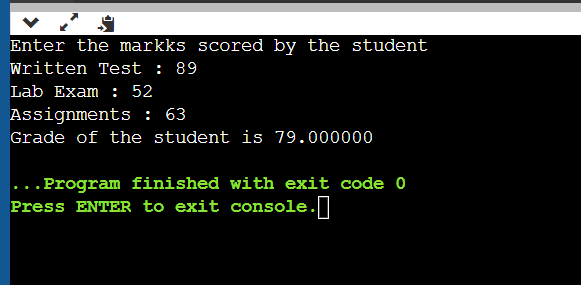 Enter the markks scored by the student
Written Test : 89
Lab Exam : 52
Assignments : 63
Grade of the student is 79.000000
...Program finished with exit code 0
Press ENTER to exit console.